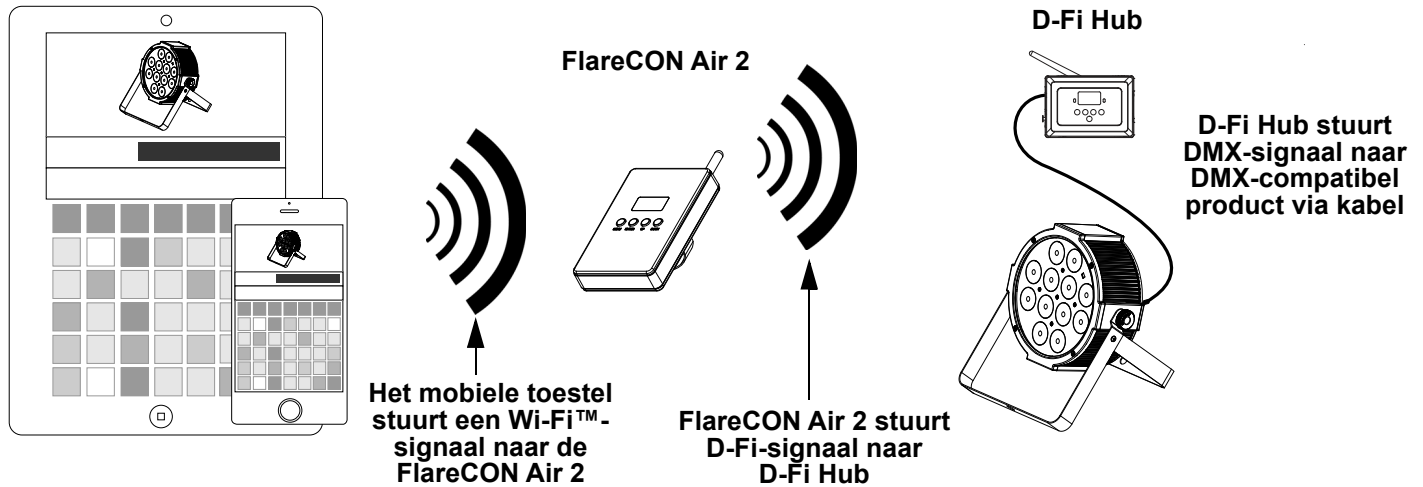 D-Fi Hub
FlareCON Air 2
D-Fi Hub stuurt
DMX-signaal naar
DMX-compatibel
product via kabel
Het mobiele toestel
stuurt een Wi-Fi™-
signaal naar de
FlareCON Air 2
FlareCON Air 2 stuurt
D-Fi-signaal naar
D-Fi Hub